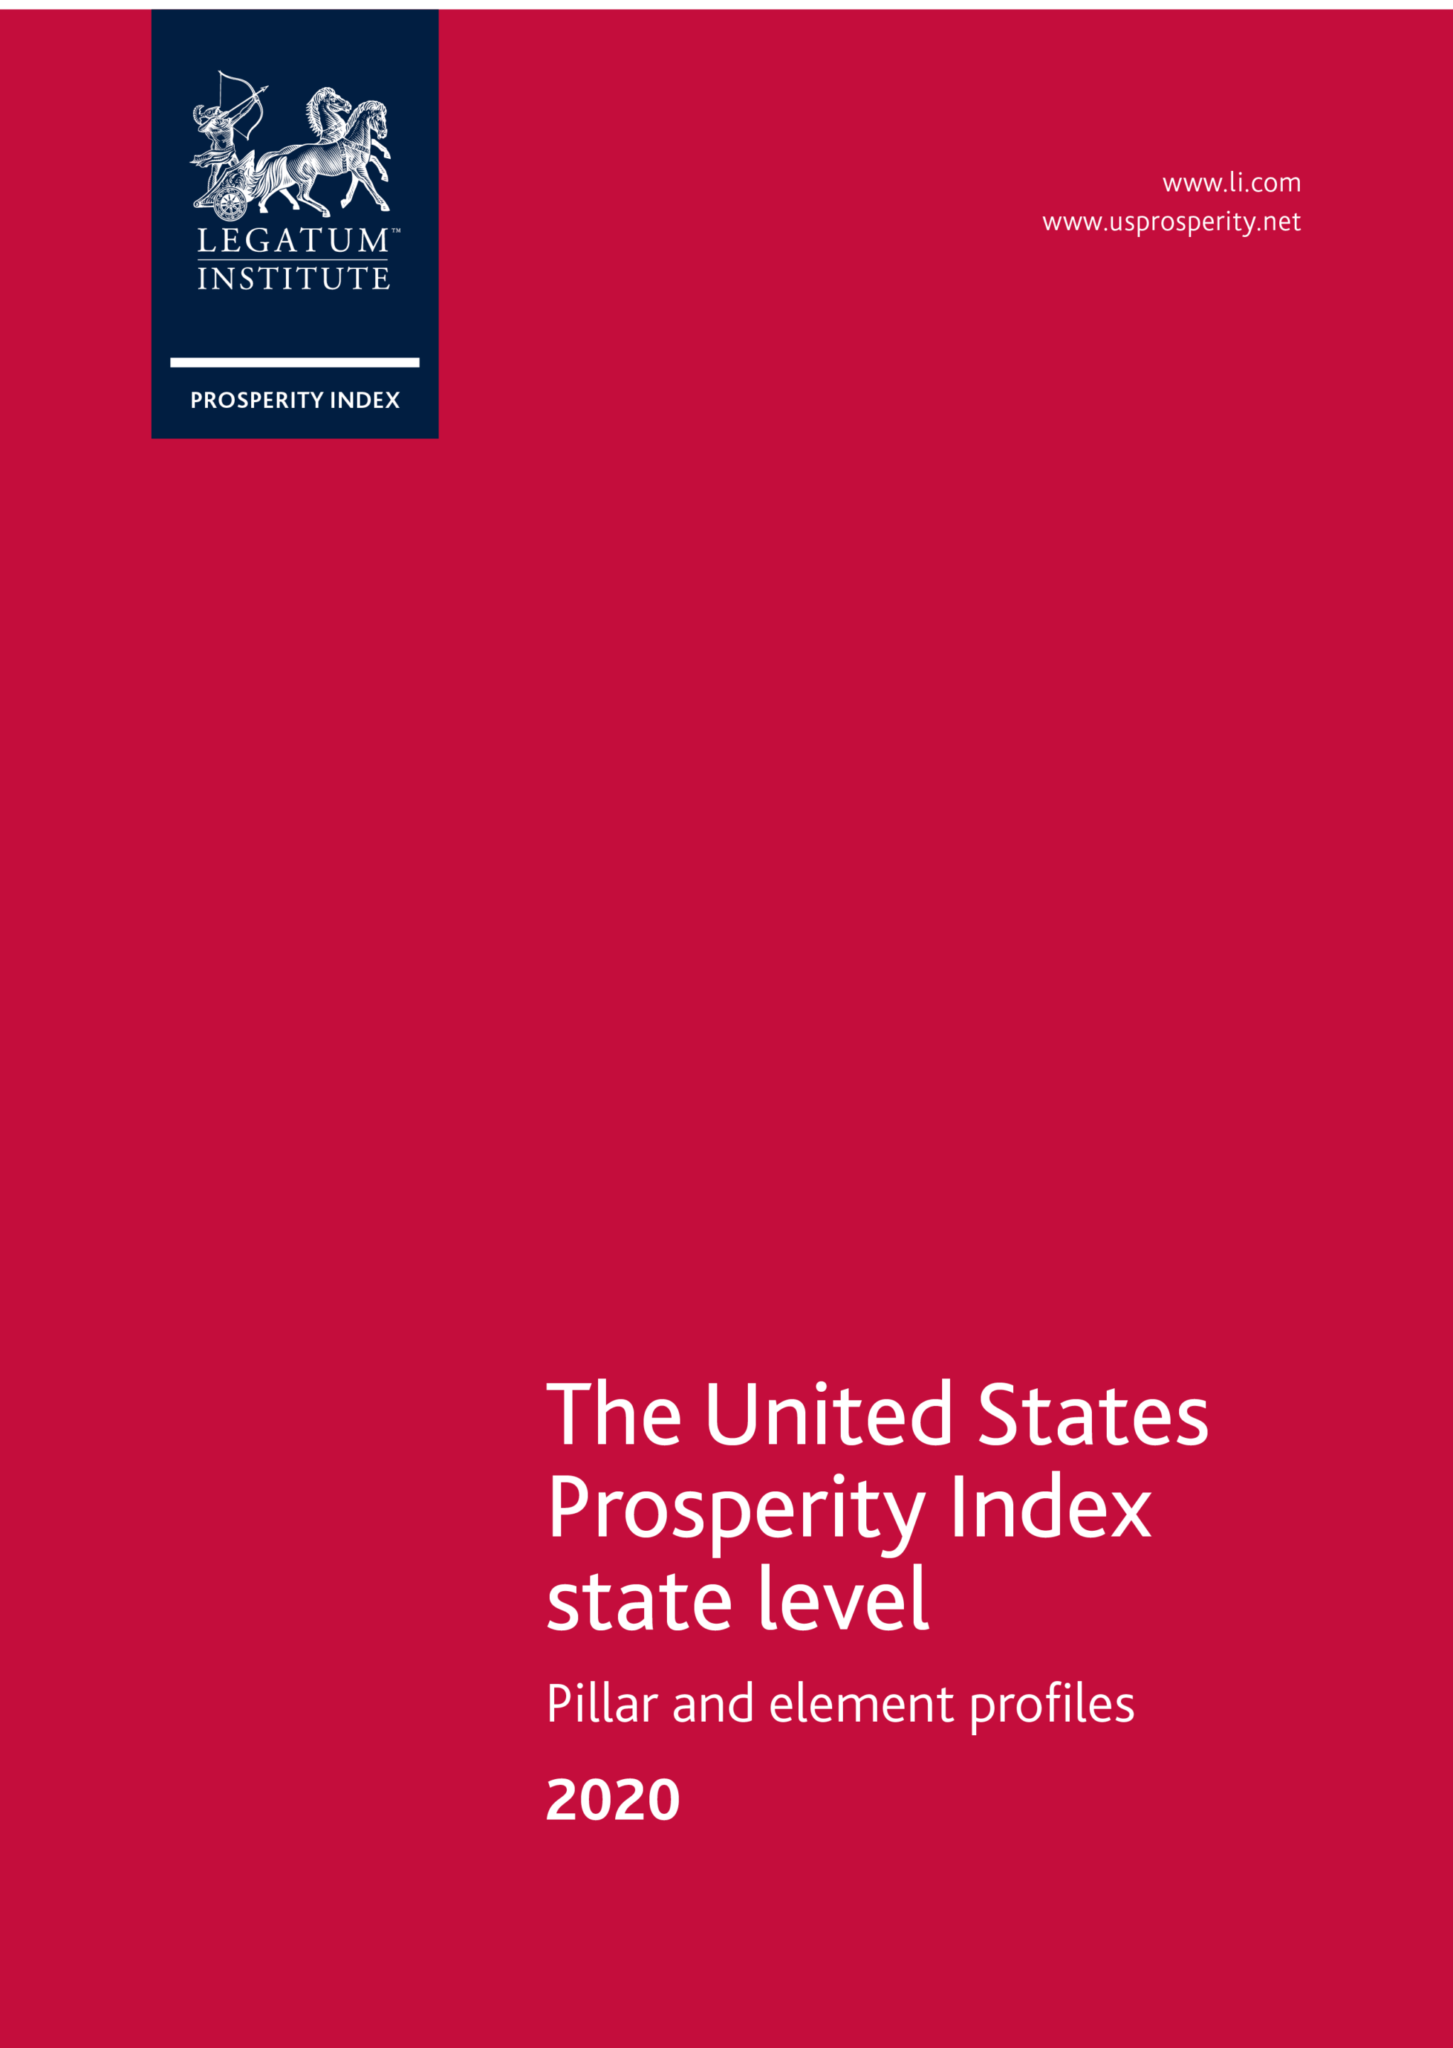 LEGATUM™
INSTITUTE
PROSPERITY INDEX
www.li.com
www.usprosperity.net
The United States
Prosperity Index
state level
Pillar and element profiles
2020